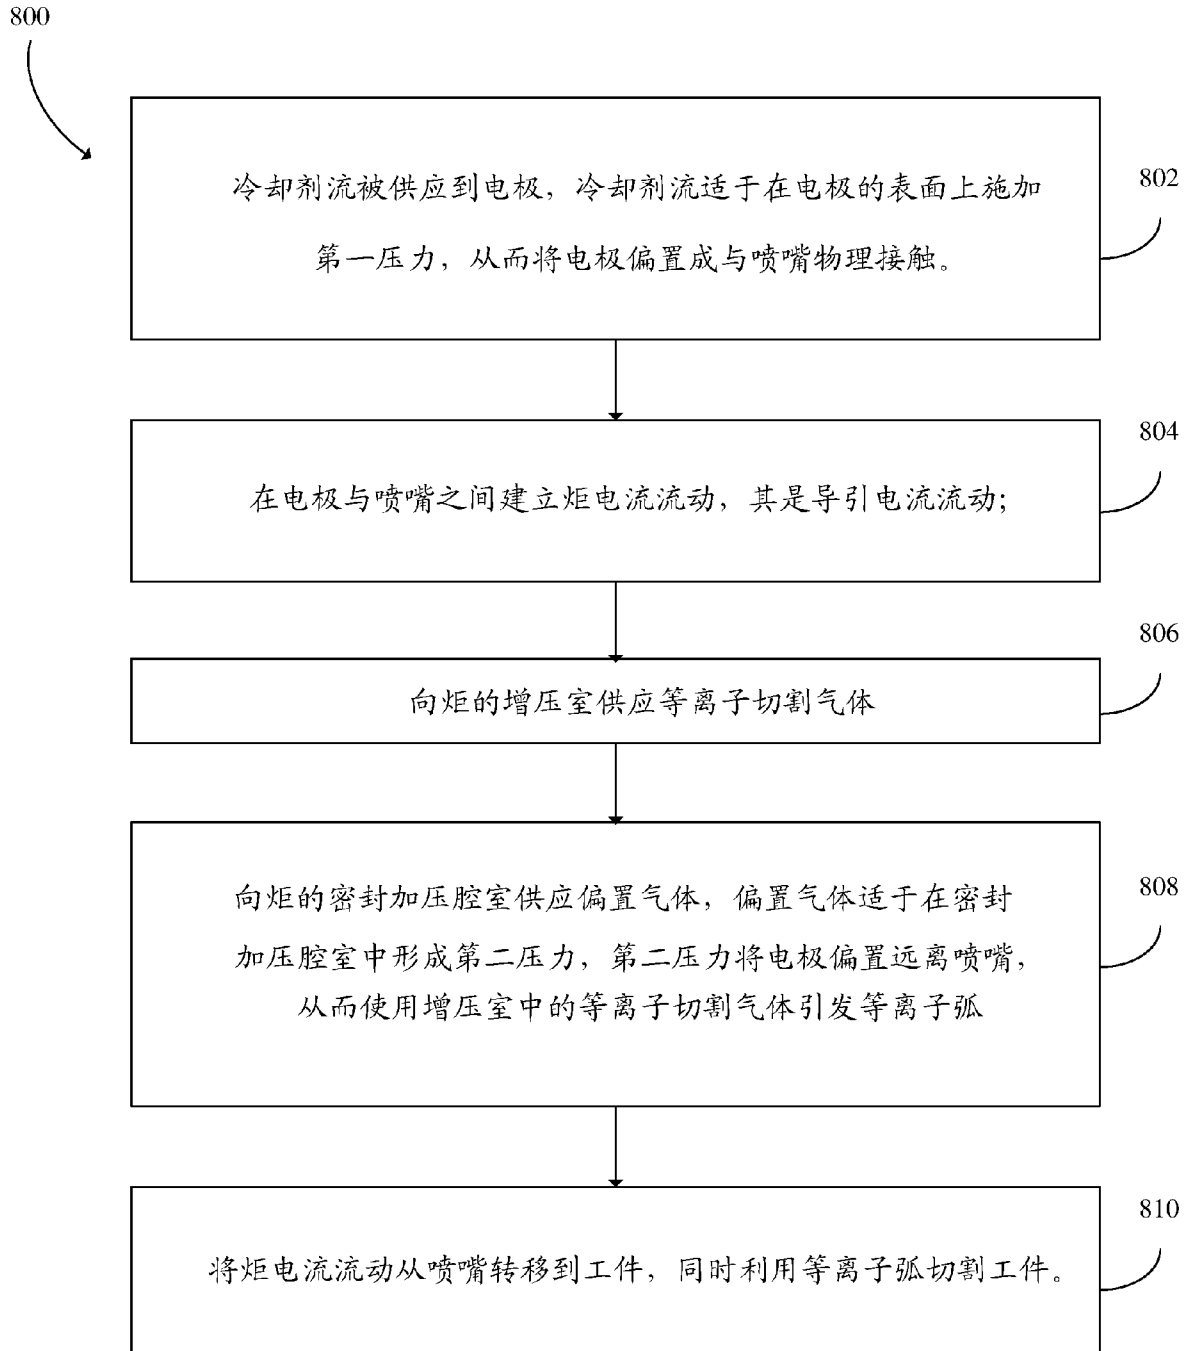 800
冷却剂流被供应到电极，冷却剂流适于在电极的表面上施加
第一压力，从而将电极偏置成与喷嘴物理接触。
802
在电极与喷嘴之间建立炬电流流动，其是导引电流流动；
804
向炬的增压室供应等离子切割气体
806
向炬的密封加压腔室供应偏置气体，偏置气体适于在密封
加压腔室中形成第二压力，第二压力将电极偏置远离喷嘴，
从而使用增压室中的等离子切割气体引发等离子弧
808
将炬电流流动从喷嘴转移到工件，同时利用等离子弧切割工件。
810